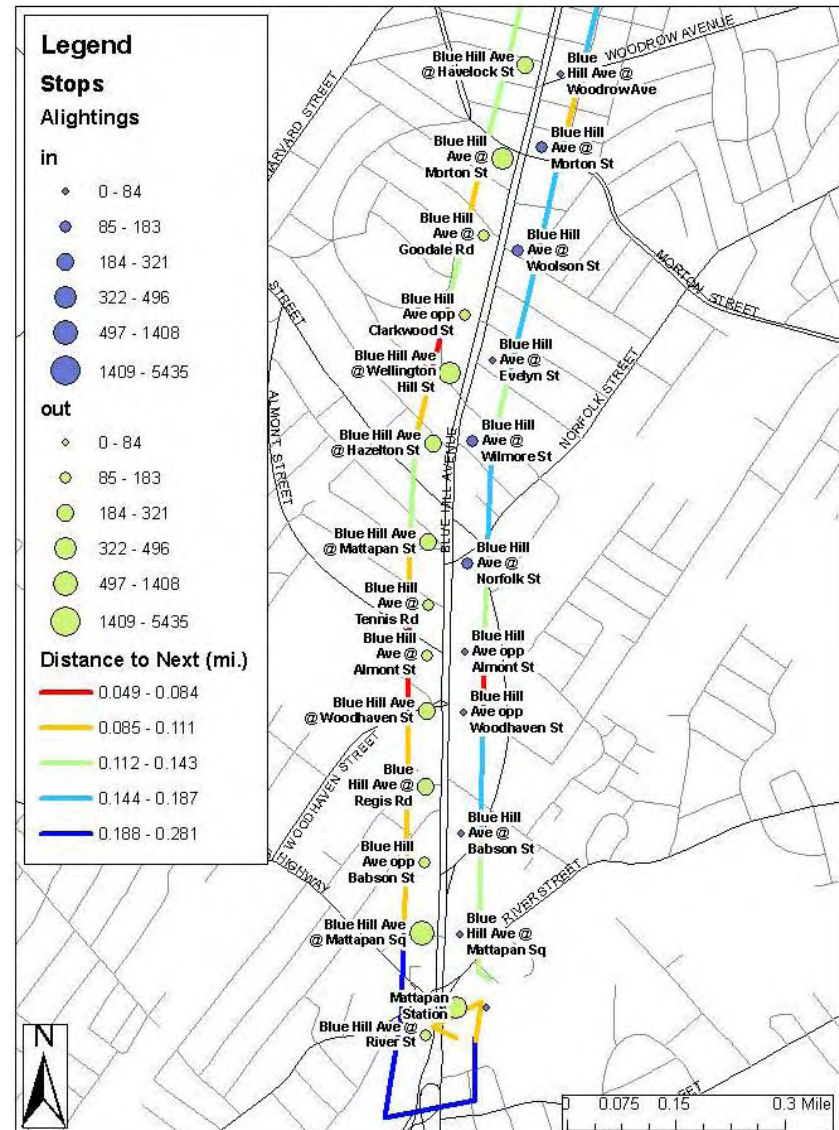 Legend
Stops
Alightings
in
0 - 84
85 - 183
184 - 321
322 - 496
497 - 1408
1409 - 5435
out
0 - 84
85 - 183
184 - 321
322 - 496
497 - 1408
1409 - 5435
Distance to Next (mi.)
0.049 - 0.084
0.085 - 0.111
0.112 - 0.143
0.144 - 0.187
0.188 - 0.281
WOODROW AVENUE
HARVARD STREET
Blue Hill Ave
@ Havelock St
Blue
Hill Ave @
Woodrow Ave
Blue Hill
Ave @
Morton St
Blue Hill
Ave @
Morton St
Blue Hill
Ave @
Goodale Rd
Blue Hill
Ave @
Woolson St
MORTON STREET
STREET
Blue Hill
Ave opp
Clarkwood St
Blue Hill Ave
@ Wellington
Hill St
Blue Hill
Ave @
Evelyn St
NORFOLK STREET
ALMONT STREET
Blue Hill Ave
@ Hazelton St
BLUE HILL AVENUE
Blue Hill
Ave @
Wilmore St
Blue Hill Ave
@ Mattapan St
Blue Hill
Ave @
Norfolk St
Blue Hill
Ave @
Tennis Rd
Blue Hill
Ave @
Almont St
Blue Hill
Ave opp
Almont St
Blue Hill Ave
@ Woodhaven St
Blue Hill
Ave opp
Woodhaven St
WOODHAVEN STREET
Blue
Hill Ave @
Regis Rd
Blue Hill
Ave @
Babson St
HIGHWAY
Blue Hill
Ave opp
Babson St
RIVER STREET
Blue Hill Ave
@ Mattapan Sq
Blue
Hill Ave @
Mattapan Sq
Mattapan
Station
Blue Hill Ave @
River St
N
0 0.075 0.15 0.3 Mile